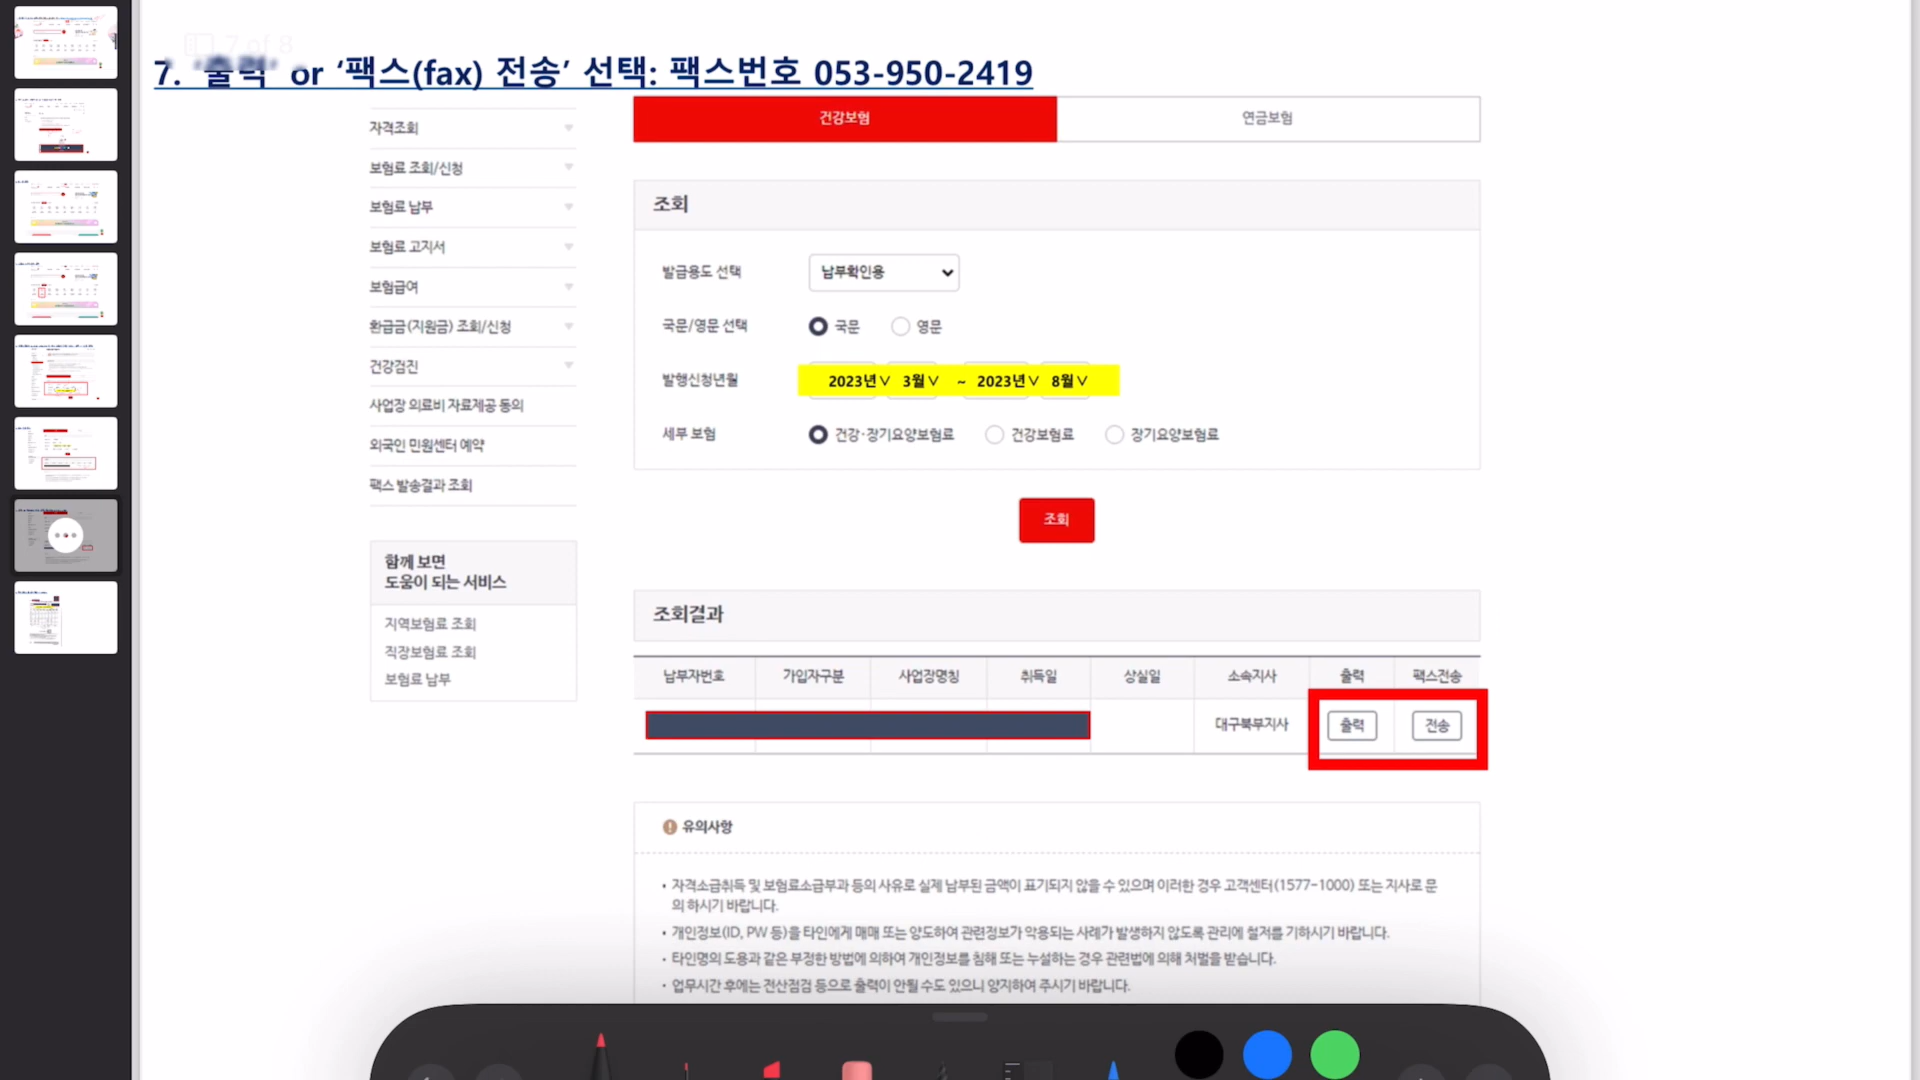 7 of 8
7. ‘출력’ or ‘팩스(fax) 전송’ 선택: 팩스번호 053-950-2419
자격조회
보험료 조회/신청
보험료 납부
보험료 고지서
보험급여
환급금(지원금) 조회/신청
건강검진
사업장 의료비 자료제공 동의
외국인 민원센터 예약
팩스 발송결과 조회
함께 보면
도움이 되는 서비스
지역보험료 조회
직장보험료 조회
보험료 납부
건강보험 연금보험
조회
발급용도 선택 납부확인용
국문/영문 선택 국문 영문
발행신청년월 2023년∨ 3월∨ ~ 2023년∨ 8월∨
세부 보험 건강·장기요양보험료 건강보험료 장기요양보험료
조회
조회결과
납부자번호 가입자구분 사업장명칭 취득일 상실일 소속지사 출력 팩스전송
대구북부지사 출력 전송
유의사항
• 자격소급취득 및 보험료소급부과 등의 사유로 실제 납부된 금액이 표기되지 않을 수 있으며 이러한 경우 고객센터(1577-1000) 또는 지사로 문
의 하시기 바랍니다.
• 개인정보(ID, PW 등)을 타인에게 매매 또는 양도하여 관련정보가 악용되는 사례가 발생하지 않도록 관리에 철저를 기하시기 바랍니다.
• 타인명의 도용과 같은 부정한 방법에 의하여 개인정보를 침해 또는 누설하는 경우 관련법에 의해 처벌을 받습니다.
• 업무시간 후에는 전산점검 등으로 출력이 안될 수도 있으니 양지하여 주시기 바랍니다.